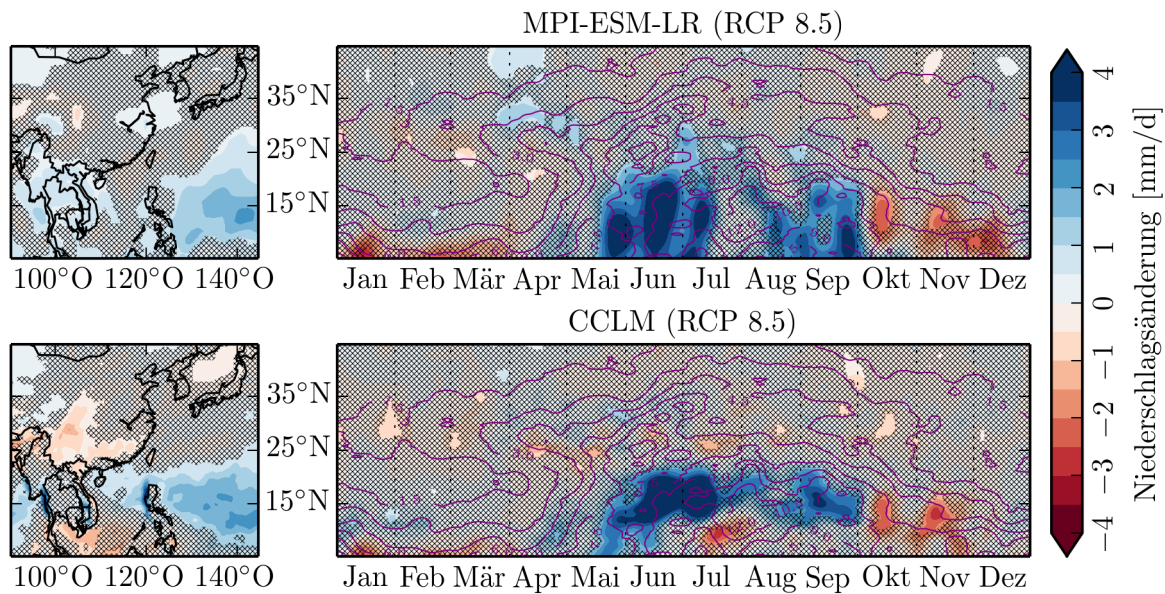 MPI-ESM-LR (RCP 8.5)
35°N
25°N
15°N
100°O 120°O 140°O
Jan Feb Mär Apr Mai Jun Jul Aug Sep Okt Nov Dez
CCLM (RCP 8.5)
35°N
25°N
15°N
100°O 120°O 140°O
Jan Feb Mär Apr Mai Jun Jul Aug Sep Okt Nov Dez
4
3
2
1
0
−1
−2
−3
−4
Niederschlagsänderung [mm/d]